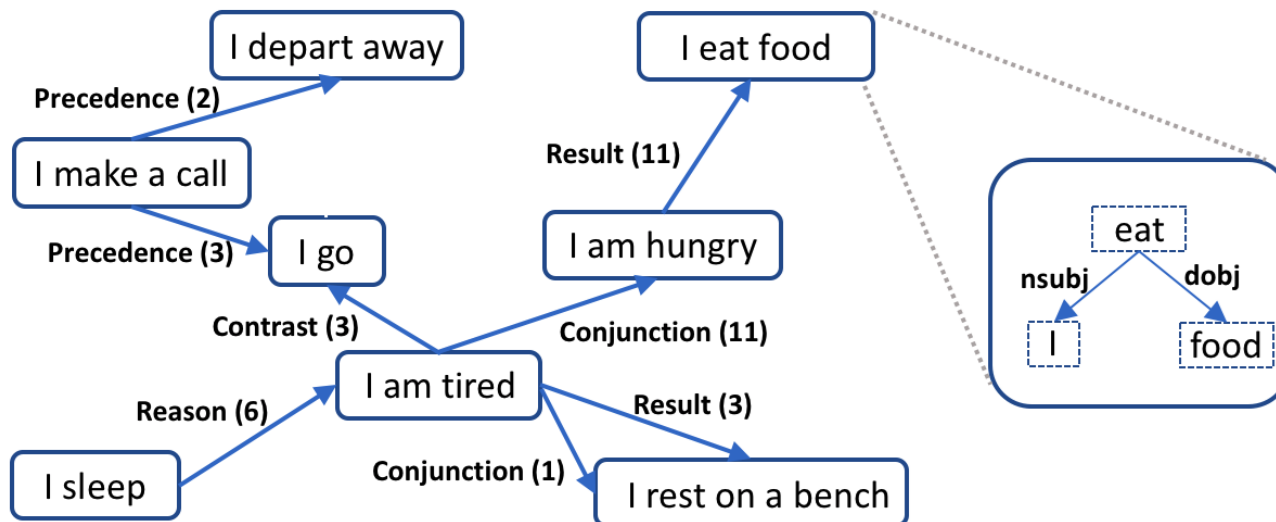 I depart away
I eat food
Precedence (2)
Result (11)
I make a call
eat
Precedence (3)
I go
I am hungry
nsubj
dobj
Contrast (3)
Conjunction (11)
I
food
I am tired
Reason (6)
Result (3)
Conjunction (1)
I sleep
I rest on a bench